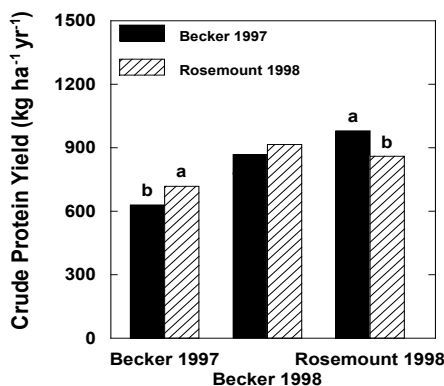 Crude Protein Yield (kg ha⁻¹ yr⁻¹)
1500
1200
900
600
300
0
Becker 1997
Rosemount 1998
b
a
a
b
Becker 1997
Becker 1998
Rosemount 1998